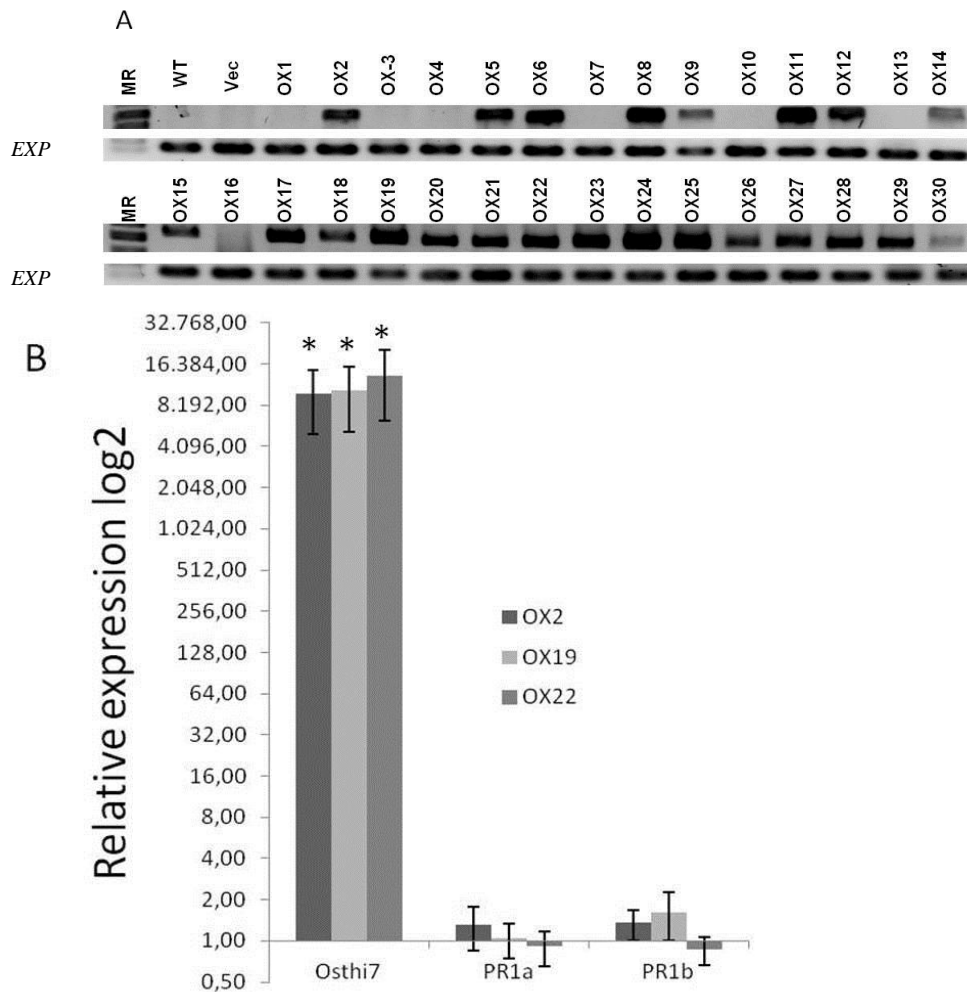 A
MR WT Vec OX1 OX2 OX-3 OX4 OX5 OX6 OX7 OX8 OX9 OX10 OX11 OX12 OX13 OX14
EXP
MR OX15 OX16 OX17 OX18 OX19 OX20 OX21 OX22 OX23 OX24 OX25 OX26 OX27 OX28 OX29 OX30
EXP
B
Relative expression log2
32.768,00
16.384,00
8.192,00
4.096,00
2.048,00
1.024,00
512,00
256,00
128,00
64,00
32,00
16,00
8,00
4,00
2,00
1,00
0,50
* * *
OX2
OX19
OX22
Osthi7 PR1a PR1b